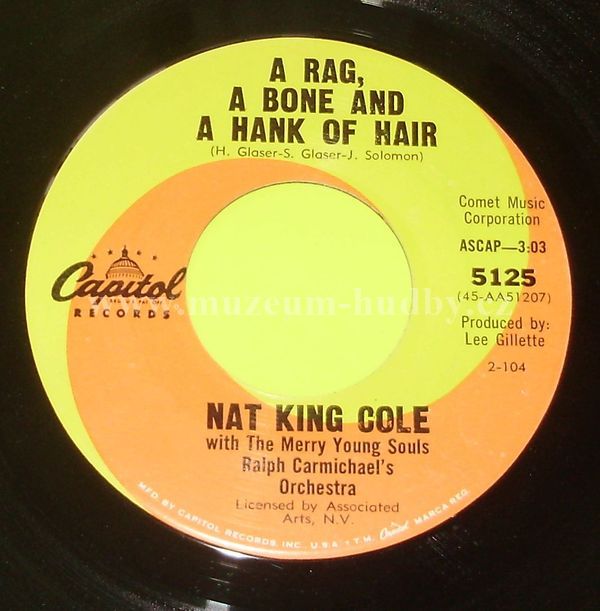 A RAG,
A BONE AND
A HANK OF HAIR
(H. Glaser-S. Glaser-J. Solomon)
Comet Music
Corporation
ASCAP—3:03
5125
(45-AA51207)
Produced by:
Lee Gillette
2-104
Capitol
RECORDS
www.muzeum-hudby.cz
NAT KING COLE
with The Merry Young Souls
Ralph Carmichael's
Orchestra
Licensed by Associated
Arts, N.V.
MFD. BY CAPITOL RECORDS, INC., U.S.A. T.M. Capitol MARCA REG.